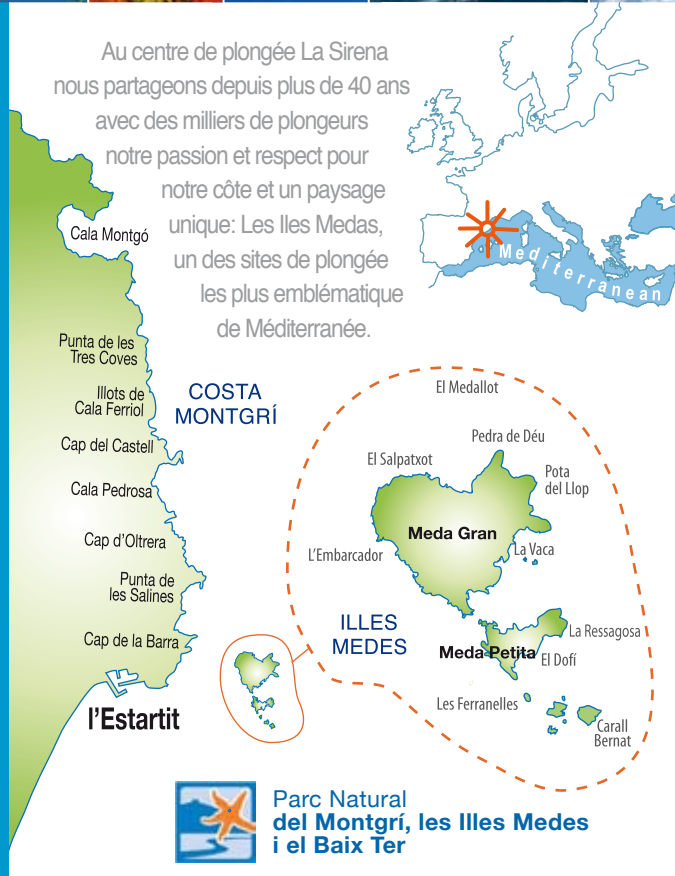 Au centre de plongée La Sirena
nous partageons depuis plus de 40 ans
avec des milliers de plongeurs
notre passion et respect pour
notre côte et un paysage
unique: Les Iles Medas,
un des sites de plongée
les plus emblématique
de Méditerranée.
Mediterranean
Cala Montgó
Punta de les
Tres Coves
Illots de
Cala Ferriol
Cap del Castell
Cala Pedrosa
Cap d'Oltrera
Punta de
les Salines
Cap de la Barra
l'Estartit
COSTA
MONTGRÍ
El Medallot
Pedra de Déu
El Salpatxot
Pota
del Llop
Meda Gran
L'Embarcador
La Vaca
ILLES
MEDES
La Ressagosa
Meda Petita
El Dofí
Les Ferranelles
Carall
Bernat
Parc Natural
del Montgrí, les Illes Medes
i el Baix Ter